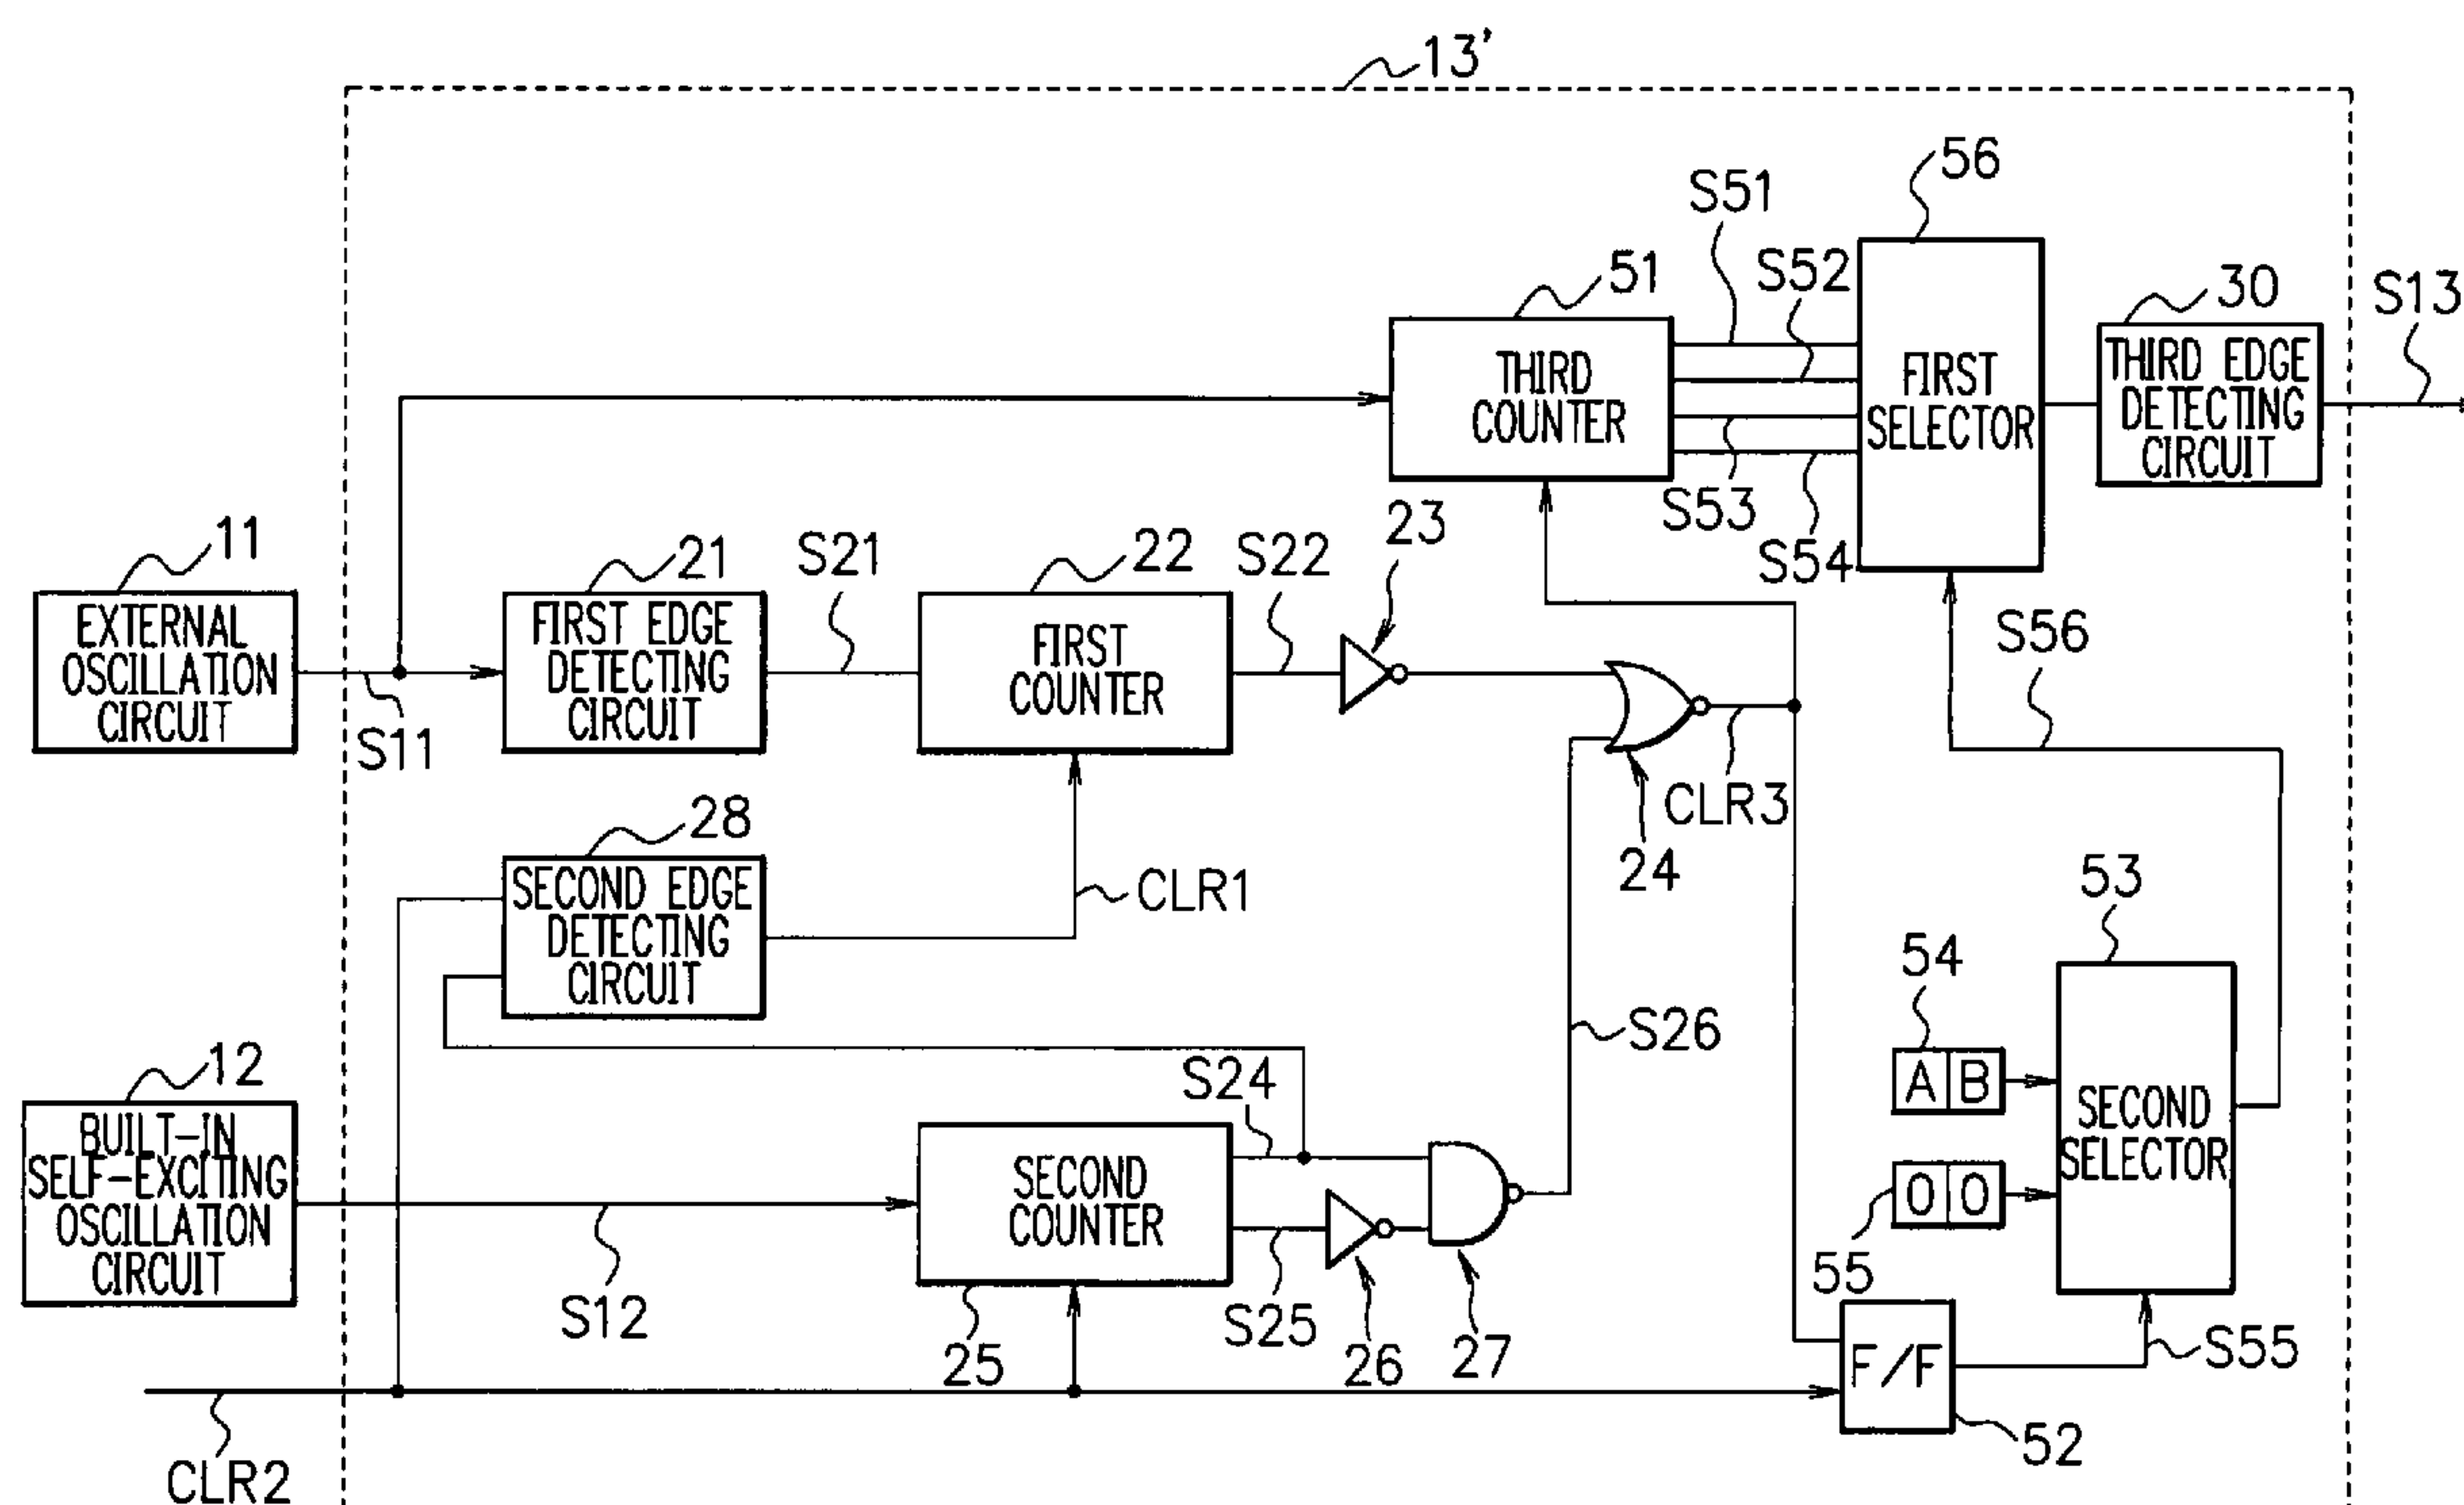 13'
56
S51
S52
51
30
S13
THIRD
COUNTER
FIRST
SELECTOR
THIRD EDGE
DETECTING
CIRCUIT
S53
S54
23
11
21
S21
22
S22
EXTERNAL
OSCILLATION
CIRCUIT
S11
FIRST EDGE
DETECTING
CIRCUIT
FIRST
COUNTER
S56
CLR3
24
28
SECOND EDGE
DETECTING
CIRCUIT
CLR1
53
54
A B
SECOND
SELECTOR
0 0
55
S26
12
BUILT-IN
SELF-EXCITING
OSCILLATION
CIRCUIT
S12
S24
SECOND
COUNTER
25
S25
26
27
F/F
S55
52
CLR2